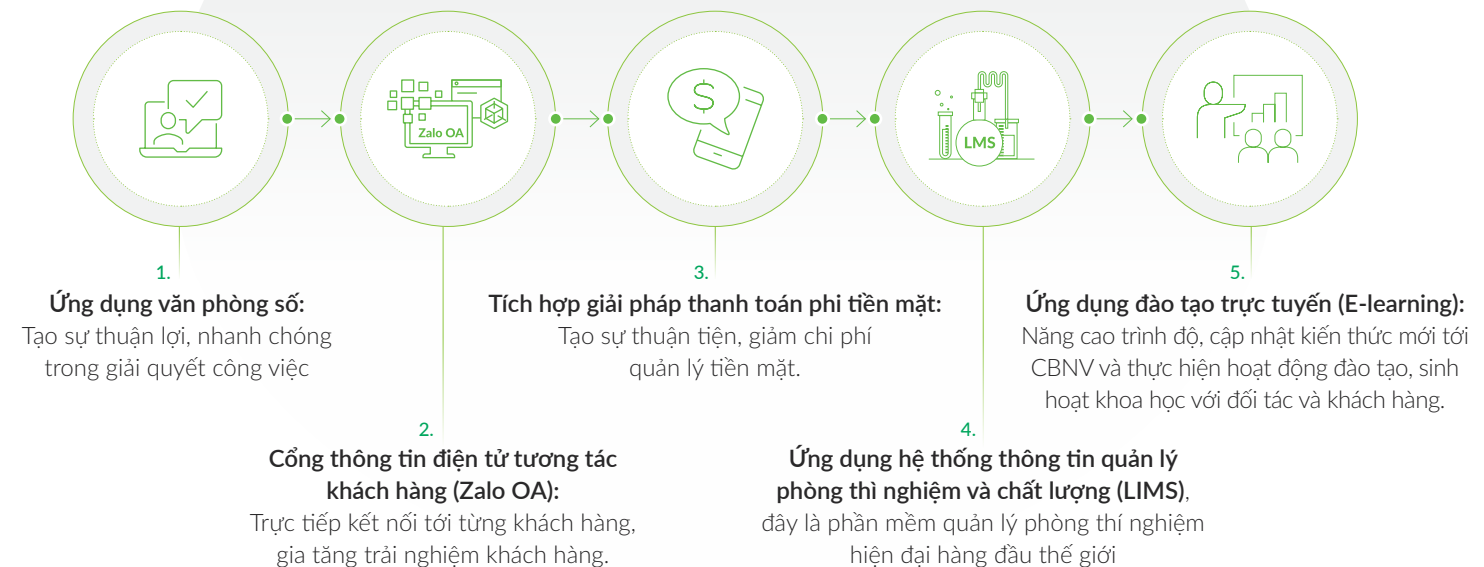 Zalo OA
LMS
1.
Ứng dụng văn phòng số:
Tạo sự thuận lợi, nhanh chóng
trong giải quyết công việc
2.
Cổng thông tin điện tử tương tác
khách hàng (Zalo OA):
Trực tiếp kết nối tới từng khách hàng,
gia tăng trải nghiệm khách hàng.
3.
Tích hợp giải pháp thanh toán phi tiền mặt:
Tạo sự thuận tiện, giảm chi phí
quản lý tiền mặt.
4.
Ứng dụng hệ thống thông tin quản lý
phòng thì nghiệm và chất lượng (LIMS),
đây là phần mềm quản lý phòng thí nghiệm
hiện đại hàng đầu thế giới
5.
Ứng dụng đào tạo trực tuyến (E-learning):
Năng cao trình độ, cập nhật kiến thức mới tới
CBNV và thực hiện hoạt động đào tạo, sinh
hoạt khoa học với đối tác và khách hàng.